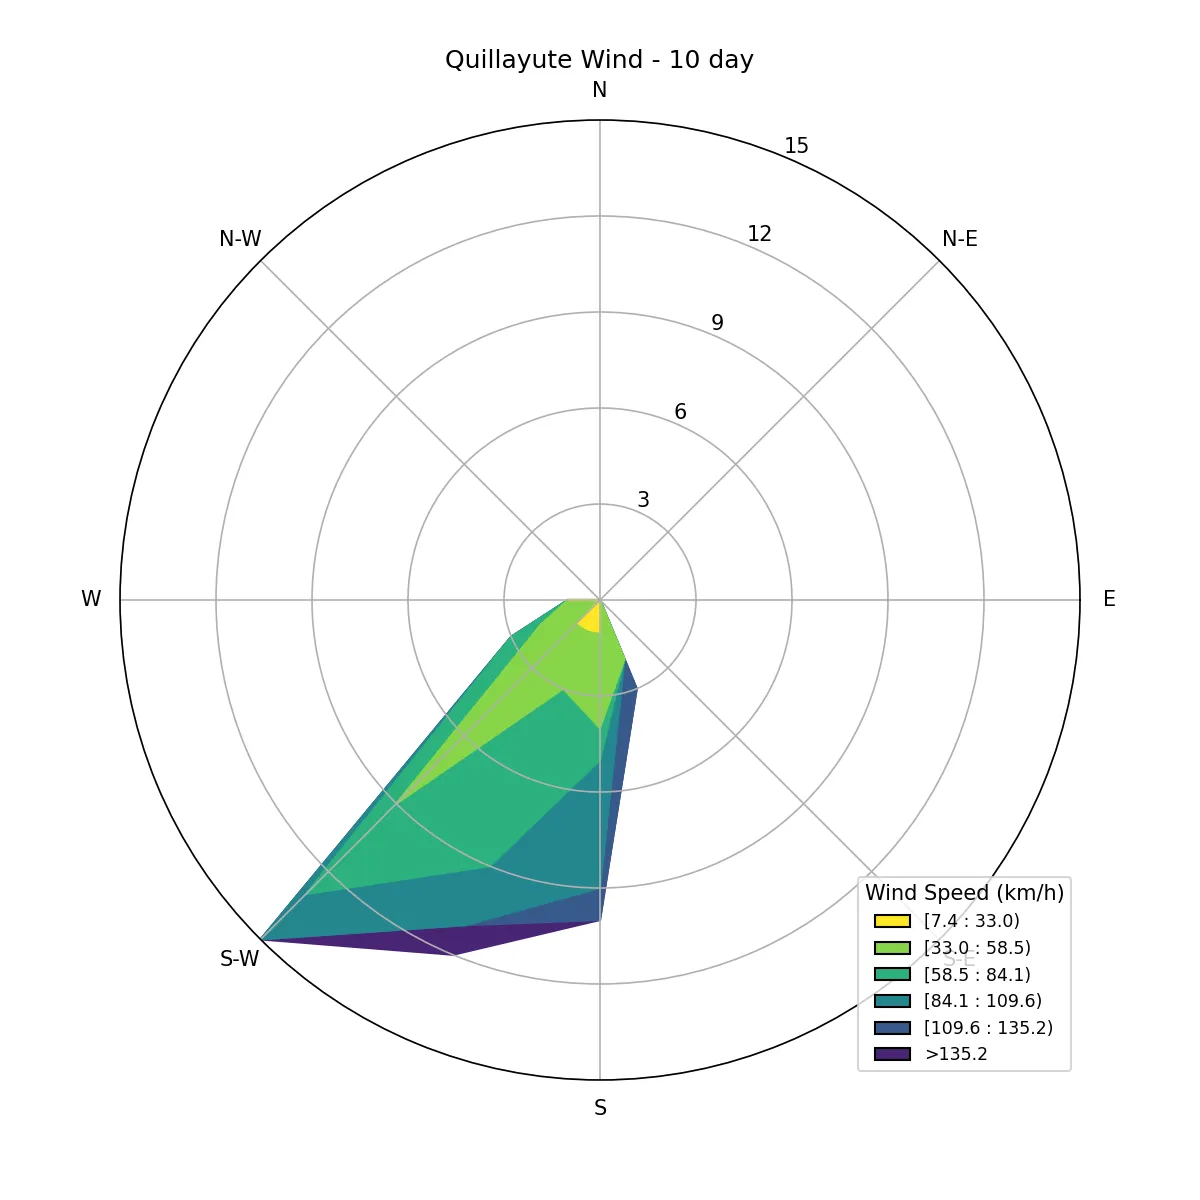 Quillayute Wind - 10 day
N
15
N-W
12
N-E
9
6
3
W
E
S-W
S-E
S
Wind Speed (km/h)
[7.4 : 33.0)
[33.0 : 58.5)
[58.5 : 84.1)
[84.1 : 109.6)
[109.6 : 135.2)
>135.2